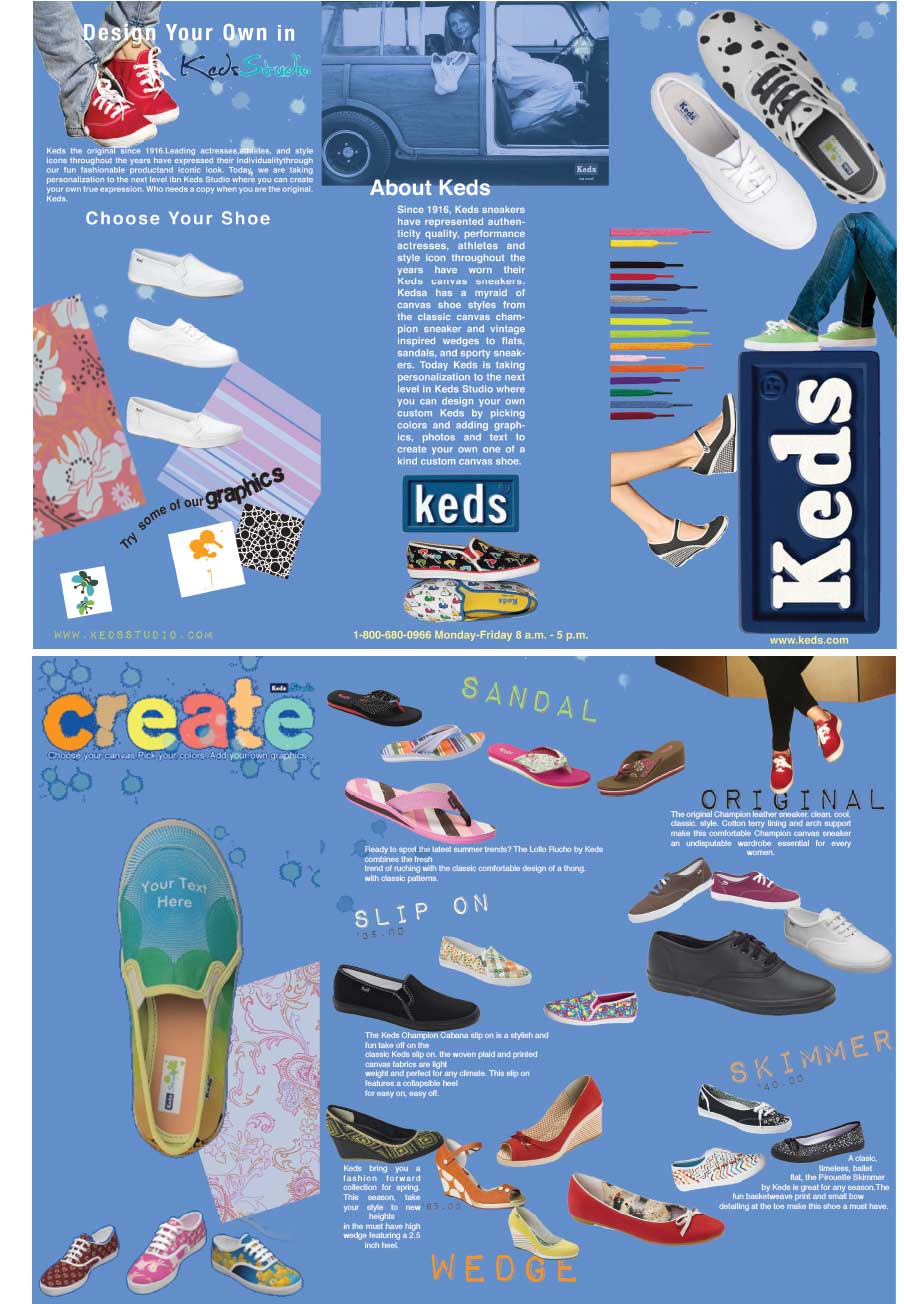 Design Your Own in
Keds Studio
Keds the original since 1916.Leading actresses,athletes, and style
icons throughout the years have expressed their individualitythrough
our fun fashionable productand iconic look. Today, we are taking
personalization to the next level ibn Keds Studio where you can create
your own true expression. Who needs a copy when you are the original.
Keds.
Choose Your Shoe
Try some of our graphics
WWW.KEDSSTUDIO.COM
Keds
About Keds
Since 1916, Keds sneakers
have represented authen-
ticity quality, performance
actresses, athletes and
style icon throughout the
years have worn their
Keds canvas sneakers.
Kedsa has a myraid of
canvas shoe styles from
the classic canvas cham-
pion sneaker and vintage
inspired wedges to flats,
sandals, and sporty sneak-
ers. Today Keds is taking
personalization to the next
level in Keds Studio where
you can design your own
custom Keds by picking
colors and adding graph-
ics, photos and text to
create your own one of a
kind custom canvas shoe.
keds
1-800-680-0966 Monday-Friday 8 a.m. - 5 p.m.
Keds
Keds
®
www.keds.com
Keds Studio
create
Choose your canvas.Pick your colors. Add your own graphics.
Your Text
Here
Keds Studio
Keds
SANDAL
Ready to sport the latest summer trends? The Lollo Rucho by Keds
combines the fresh
trend of ruching with the classic comfortable design of a thong.
with classic patterns.
ORIGINAL
The original Champion leather sneaker. clean. cool.
classic. style. Cotton terry lining and arch support
make this comfortable Champion canvas sneaker
an undisputable wardrobe essential for every
women.
SLIP ON
Keds
The Keds Champion Cabana slip on is a stylish and
fun take off on the
classic Keds slip on. the woven plaid and printed
canvas fabrics are light
weight and perfect for any climate. This slip on
features a collapsible heel
for easy on, easy off.
SKIMMER
40.00
A clasic,
timeless, ballet
flat, the Pirouette Skimmer
by Keds is great for any season.The
fun basketweave print and small bow
detailing at the toe make this shoe a must have.
Keds bring you a
fashion forward
collection for spring.
This season, take
your style to new
heights
in the must have high
wedge featuring a 2.5
inch heel.
WEDGE